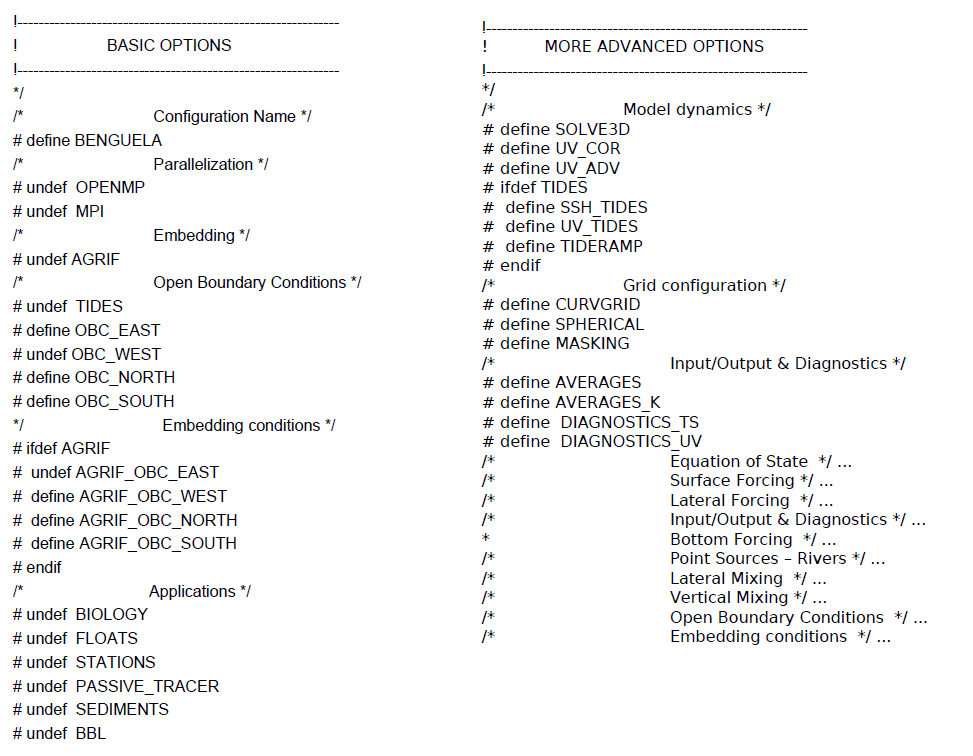 !-------------------------------------------------------------
! BASIC OPTIONS
!-------------------------------------------------------------
*/
/* Configuration Name */
# define BENGUELA
/* Parallelization */
# undef OPENMP
# undef MPI
/* Embedding */
# undef AGRIF
/* Open Boundary Conditions */
# undef TIDES
# define OBC_EAST
# undef OBC_WEST
# define OBC_NORTH
# define OBC_SOUTH
*/ Embedding conditions */
# ifdef AGRIF
# undef AGRIF_OBC_EAST
# define AGRIF_OBC_WEST
# define AGRIF_OBC_NORTH
# define AGRIF_OBC_SOUTH
# endif
/* Applications */
# undef BIOLOGY
# undef FLOATS
# undef STATIONS
# undef PASSIVE_TRACER
# undef SEDIMENTS
# undef BBL
!-------------------------------------------------------------
! MORE ADVANCED OPTIONS
!-------------------------------------------------------------
*/
/* Model dynamics */
# define SOLVE3D
# define UV_COR
# define UV_ADV
# ifdef TIDES
# define SSH_TIDES
# define UV_TIDES
# define TIDERAMP
# endif
/* Grid configuration */
# define CURVGRID
# define SPHERICAL
# define MASKING
/* Input/Output & Diagnostics */
# define AVERAGES
# define AVERAGES_K
# define DIAGNOSTICS_TS
# define DIAGNOSTICS_UV
/* Equation of State */ ...
/* Surface Forcing */ ...
/* Lateral Forcing */ ...
/* Input/Output & Diagnostics */ ...
* Bottom Forcing */ ...
/* Point Sources – Rivers */ ...
/* Lateral Mixing */ ...
/* Vertical Mixing */ ...
/* Open Boundary Conditions */ ...
/* Embedding conditions */ ...